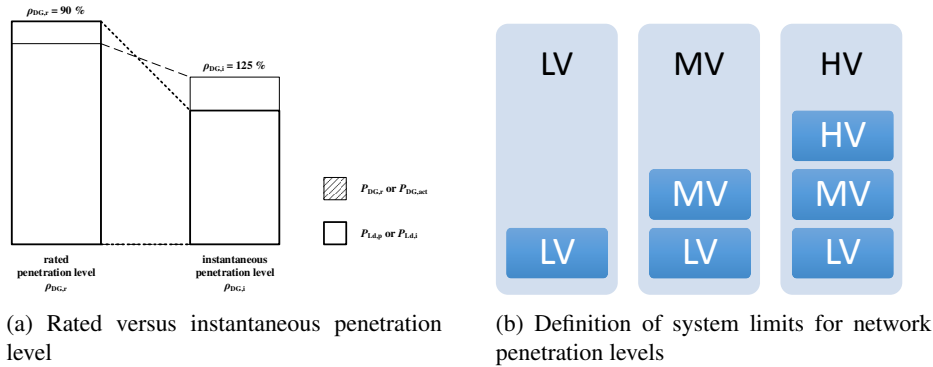 ρDG,r = 90 %
ρDG,i = 125 %
PDG,r or PDG,act
PLd,p or PLd,i
rated
penetration level
ρDG,r
instantaneous
penetration level
ρDG,i
(a) Rated versus instantaneous penetration
level
LV
MV
HV
HV
MV
MV
LV
LV
LV
(b) Definition of system limits for network
penetration levels